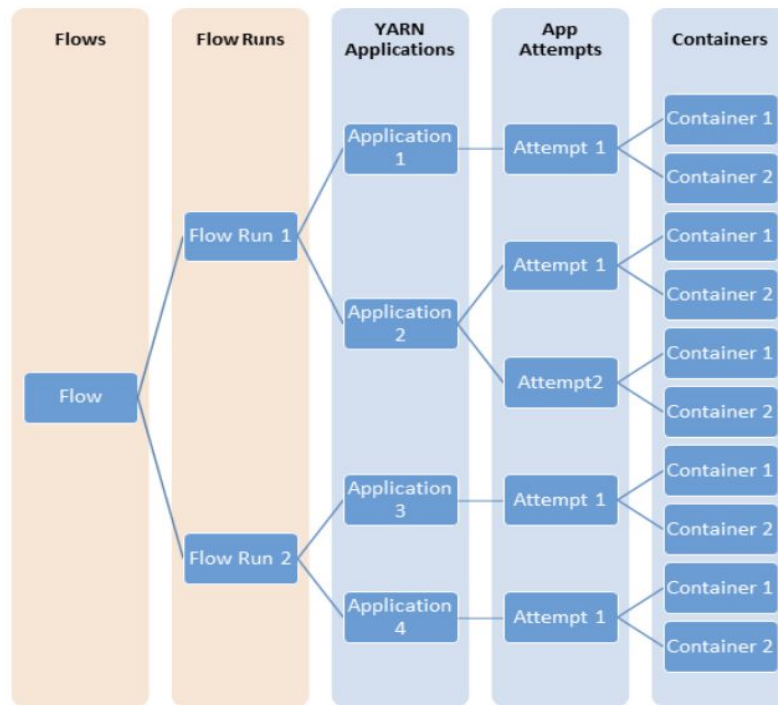 Flows
Flow Runs
YARN
Applications
App
Attempts
Containers
Flow
Flow Run 1
Flow Run 2
Application
1
Application
2
Application
3
Application
4
Attempt 1
Attempt 1
Attempt2
Attempt 1
Attempt 1
Container 1
Container 2
Container 1
Container 2
Container 1
Container 2
Container 1
Container 2
Container 1
Container 2